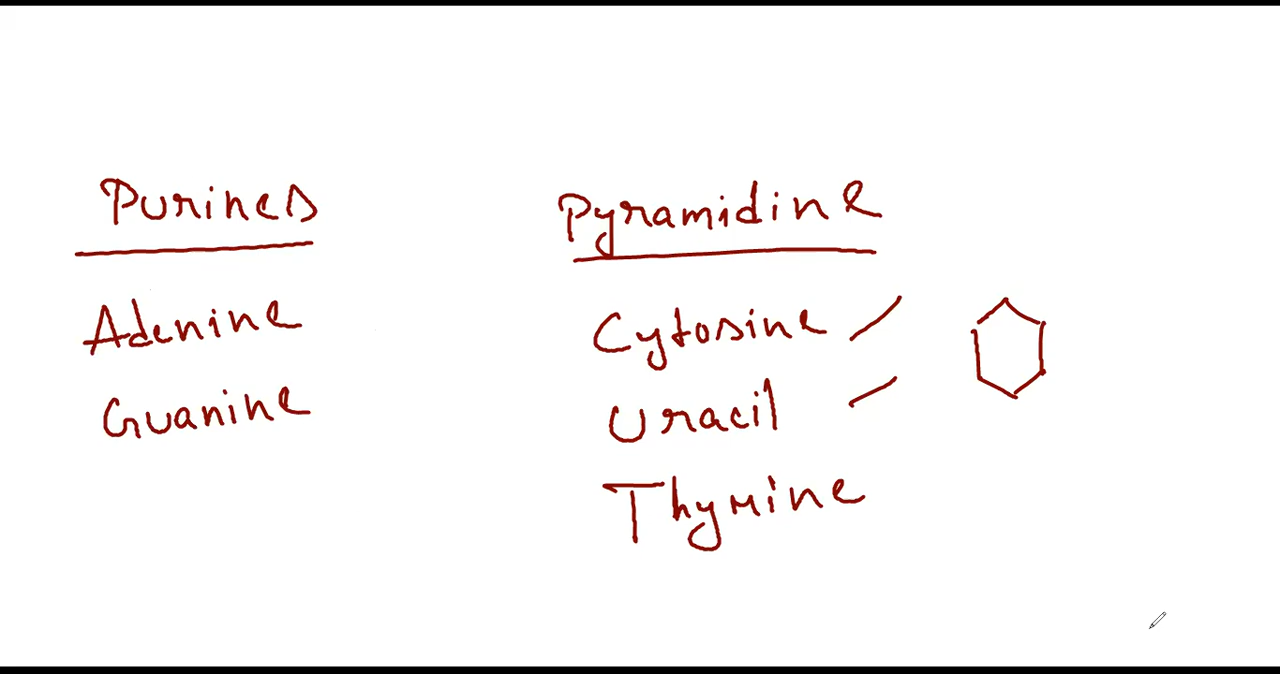 Purines
Adenine
Guanine
Pyramidine
Cytosine
Uracil
Thymine